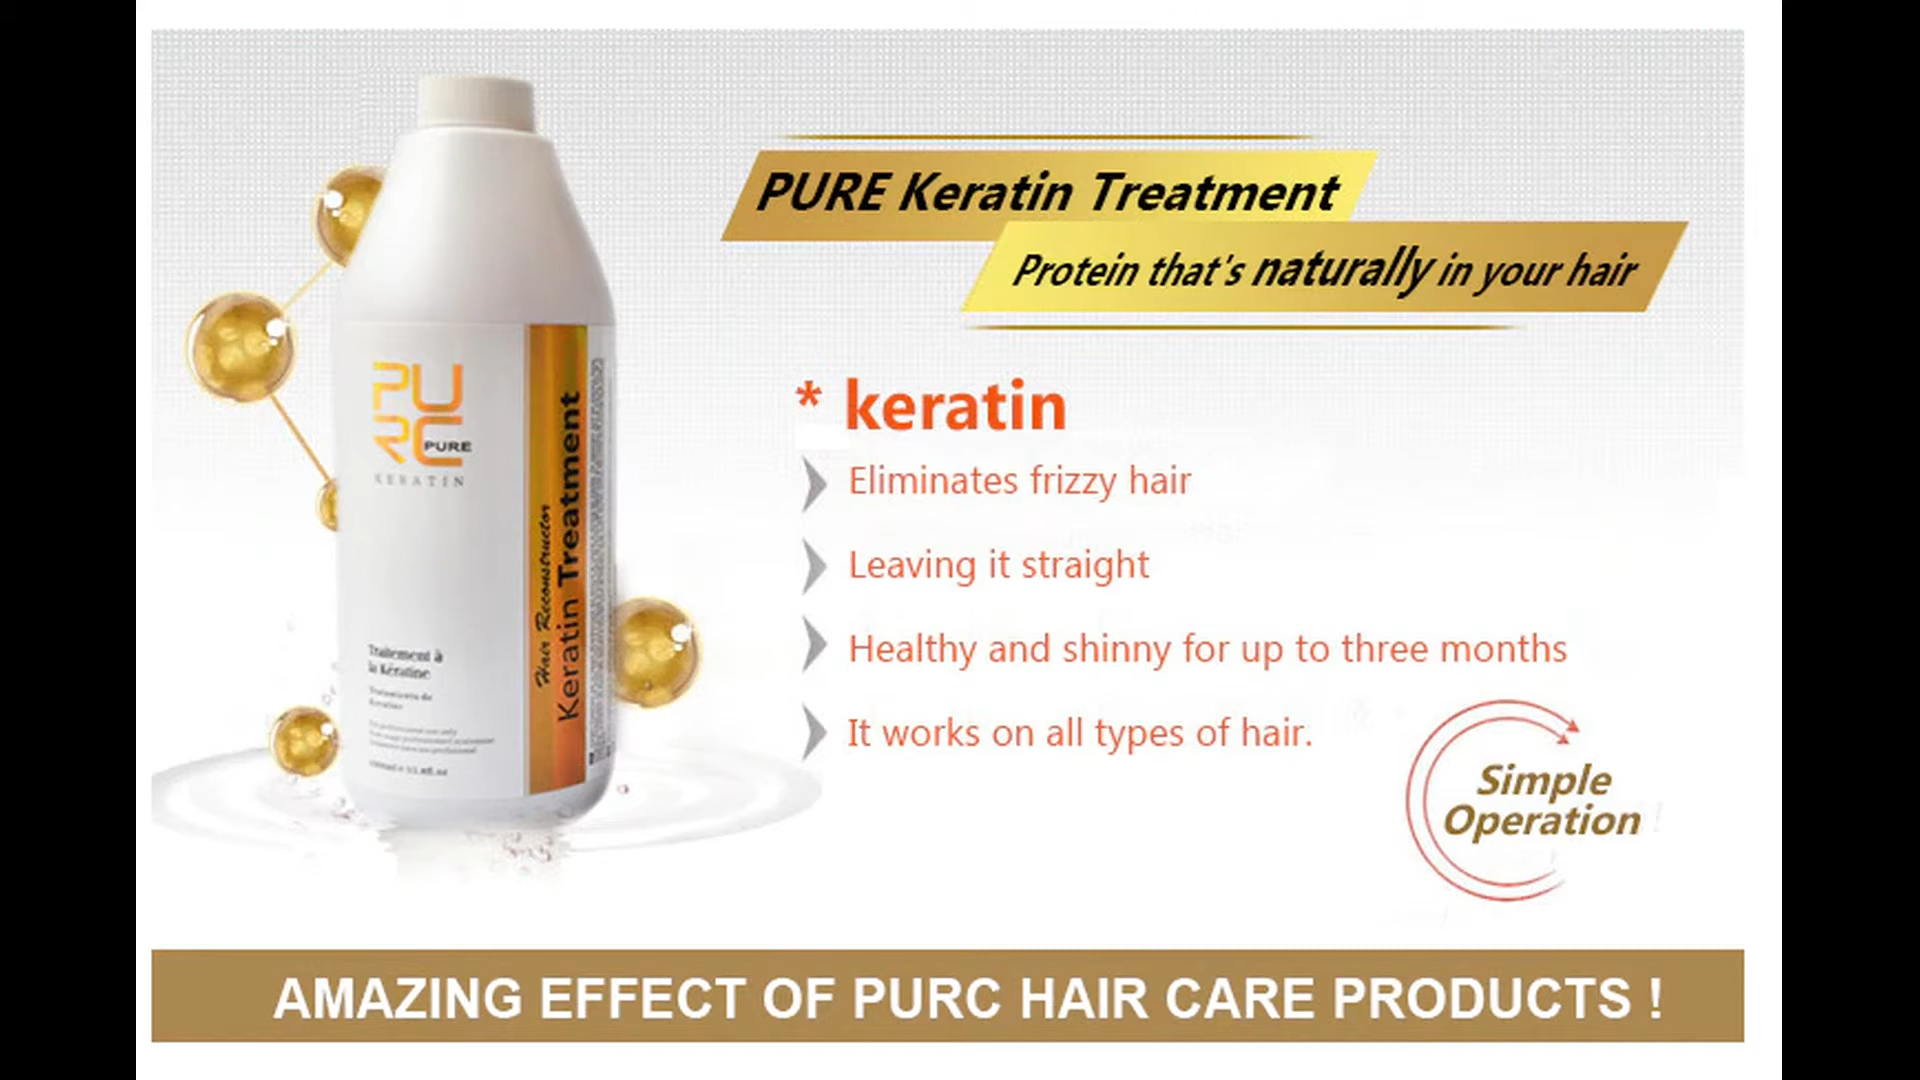 PURE Keratin Treatment
Protein that's naturally in your hair
PURC
PURE
KERATIN
Hair Reconstructor
Keratin Treatment
Traitement à
la Kératine
* keratin
Eliminates frizzy hair
Leaving it straight
Healthy and shinny for up to three months
It works on all types of hair.
Simple
Operation
AMAZING EFFECT OF PURC HAIR CARE PRODUCTS !